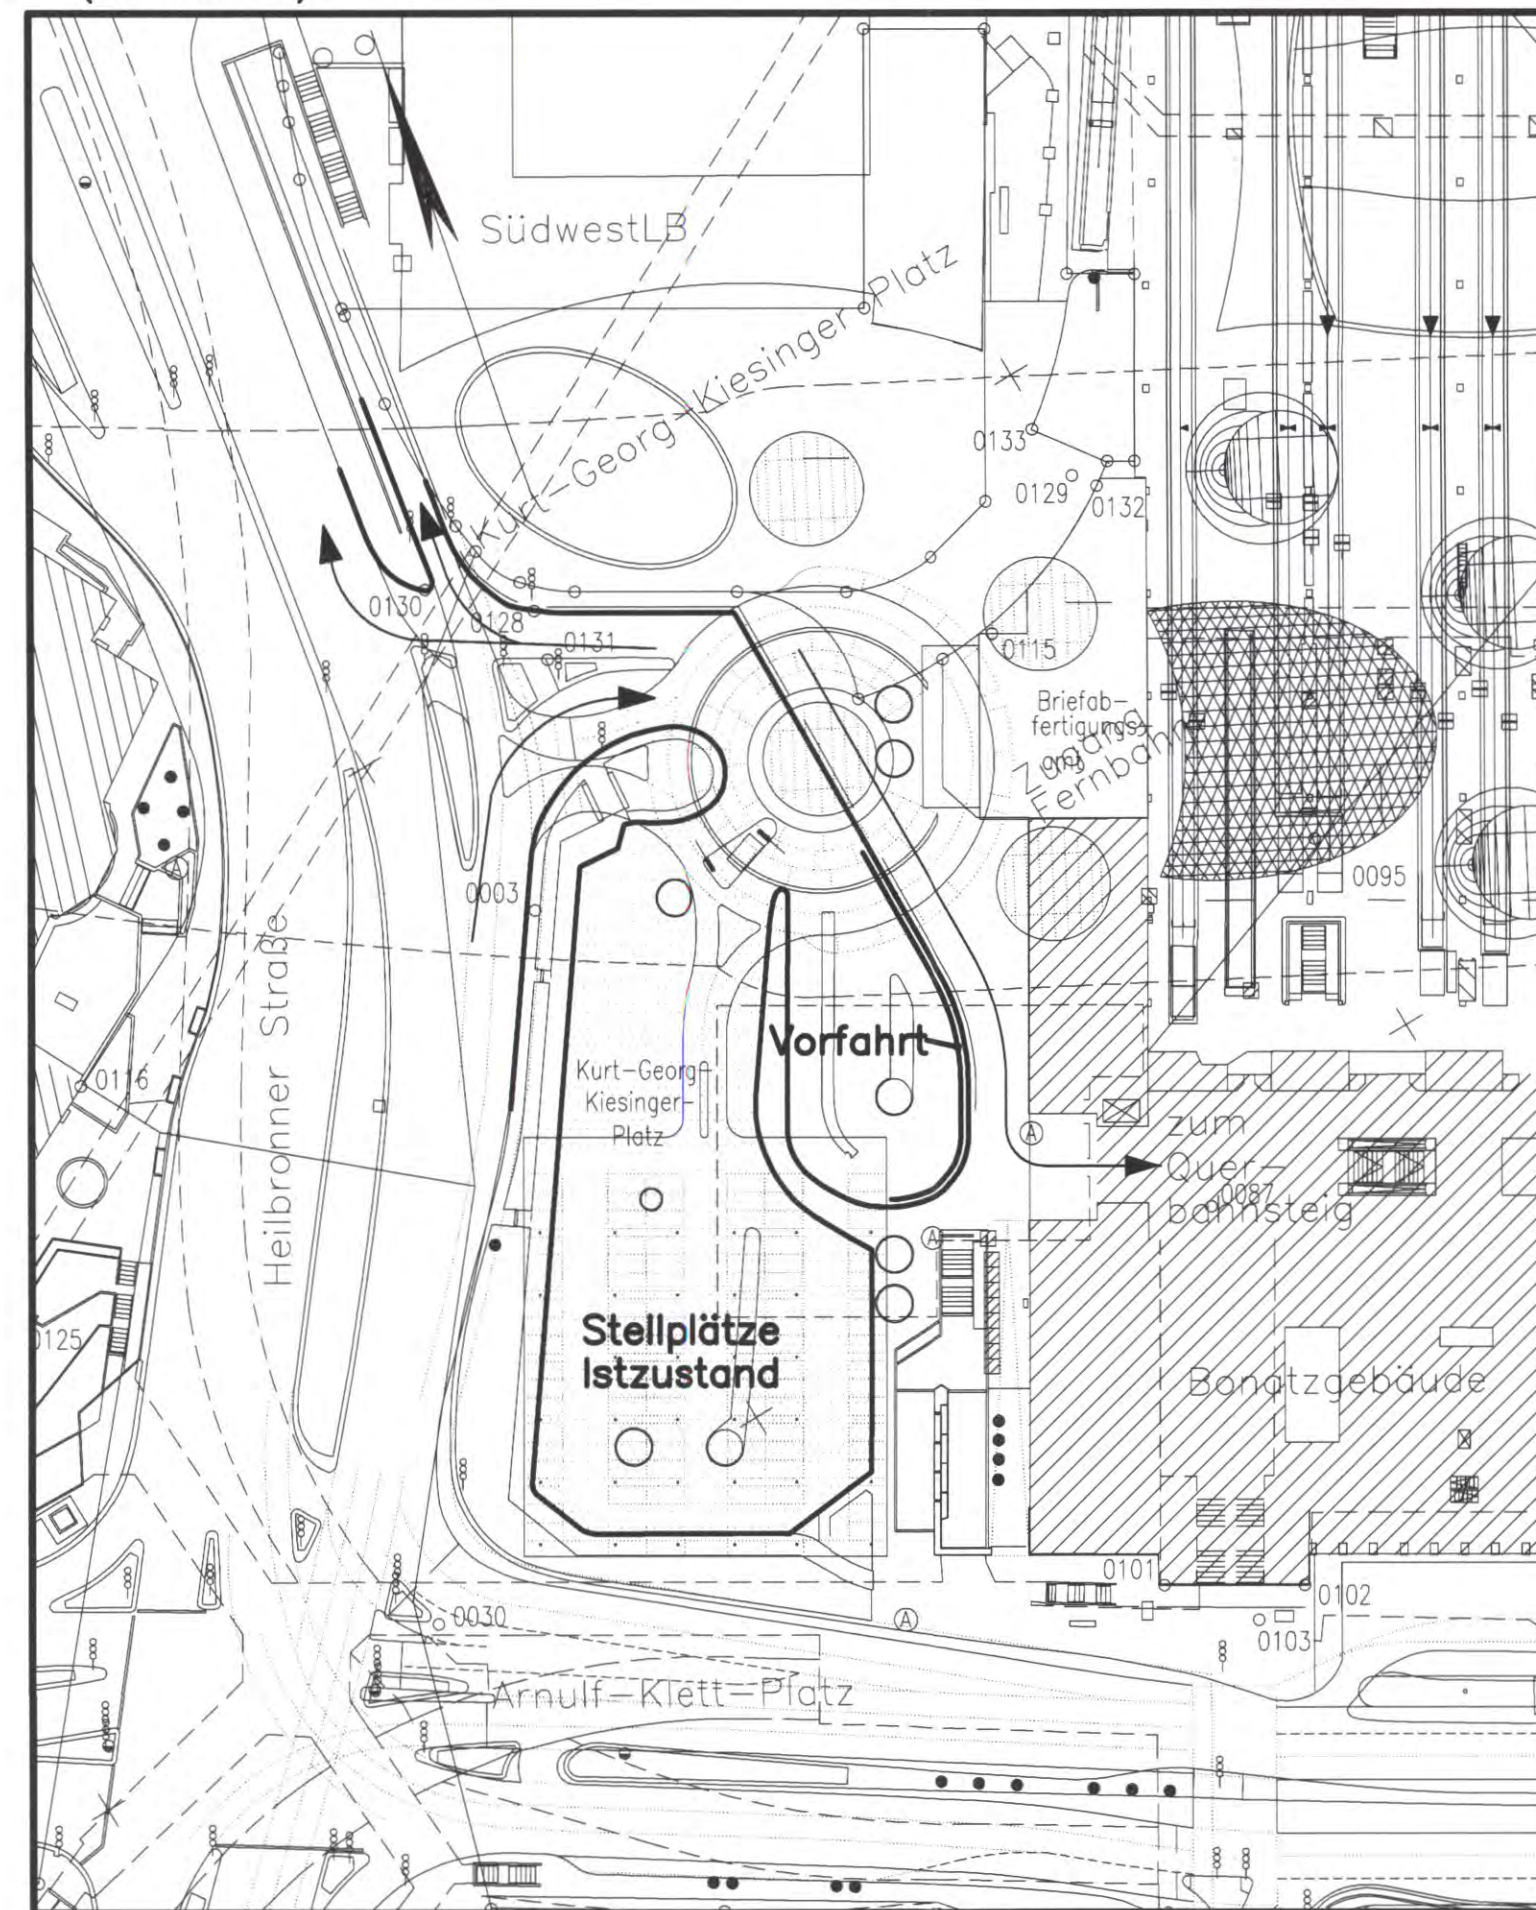 SüdwestLB
Kurt-Georg-Kiesinger-Platz
0133
0129
0132
0130
0128
0131
0115
Briefab-
fertigungs-
amt
Zugang
Fernbahn
0003
0095
Heilbronner Straße
Vorfahrt
Kurt-Georg-
Kiesinger-
Platz
0116
A
zum
Quer-
bahnsteig
0087
A
Stellplätze
Istzustand
0125
Bonatzgebäude
0101
0102
0030
A
0103
Arnulf-Klett-Platz